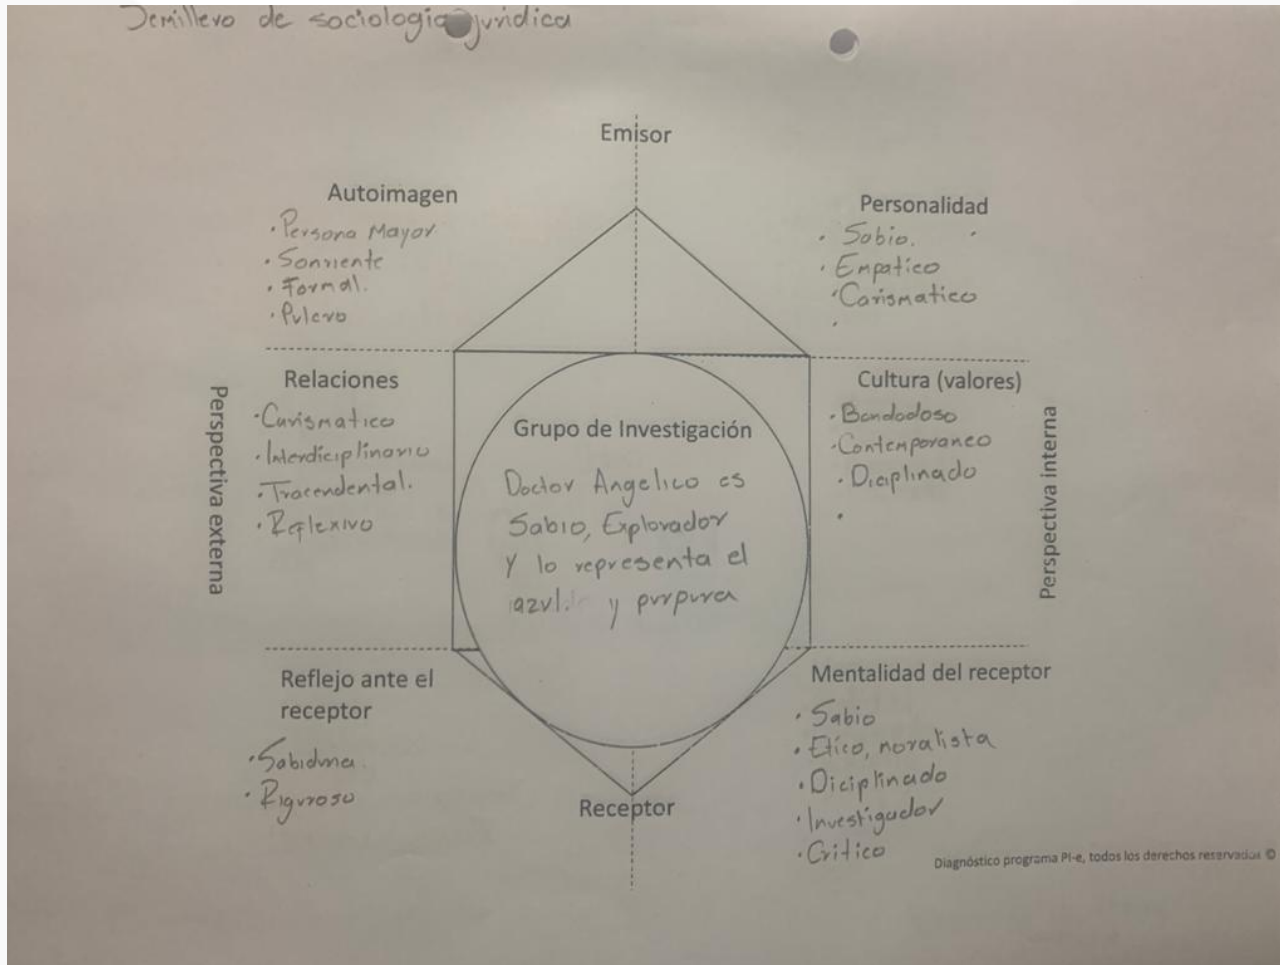 Semillero de sociologia juridica
Emisor
Autoimagen
• Persona Mayor
• Sonriente
• Formal.
• Pulcro
Personalidad
• Sabio.
• Empatico
• Carismatico
•
Perspectiva externa
Relaciones
• Carismatico
• Interdiciplinario
• Tracendental.
• Reflexivo
Grupo de Investigación
Doctor Angelico es
Sabio, Explorador
y lo representa el
azul y purpura
Cultura (valores)
• Bondodoso
• Contemporaneo
• Diciplinado
•
Perspectiva interna
Reflejo ante el
receptor
• Sabiduria.
• Riguroso
Receptor
Mentalidad del receptor
• Sabio
• Etico, moralista
• Diciplinado
• Investigador
• Critico
Diagnóstico programa PI-e, todos los derechos reservados ©